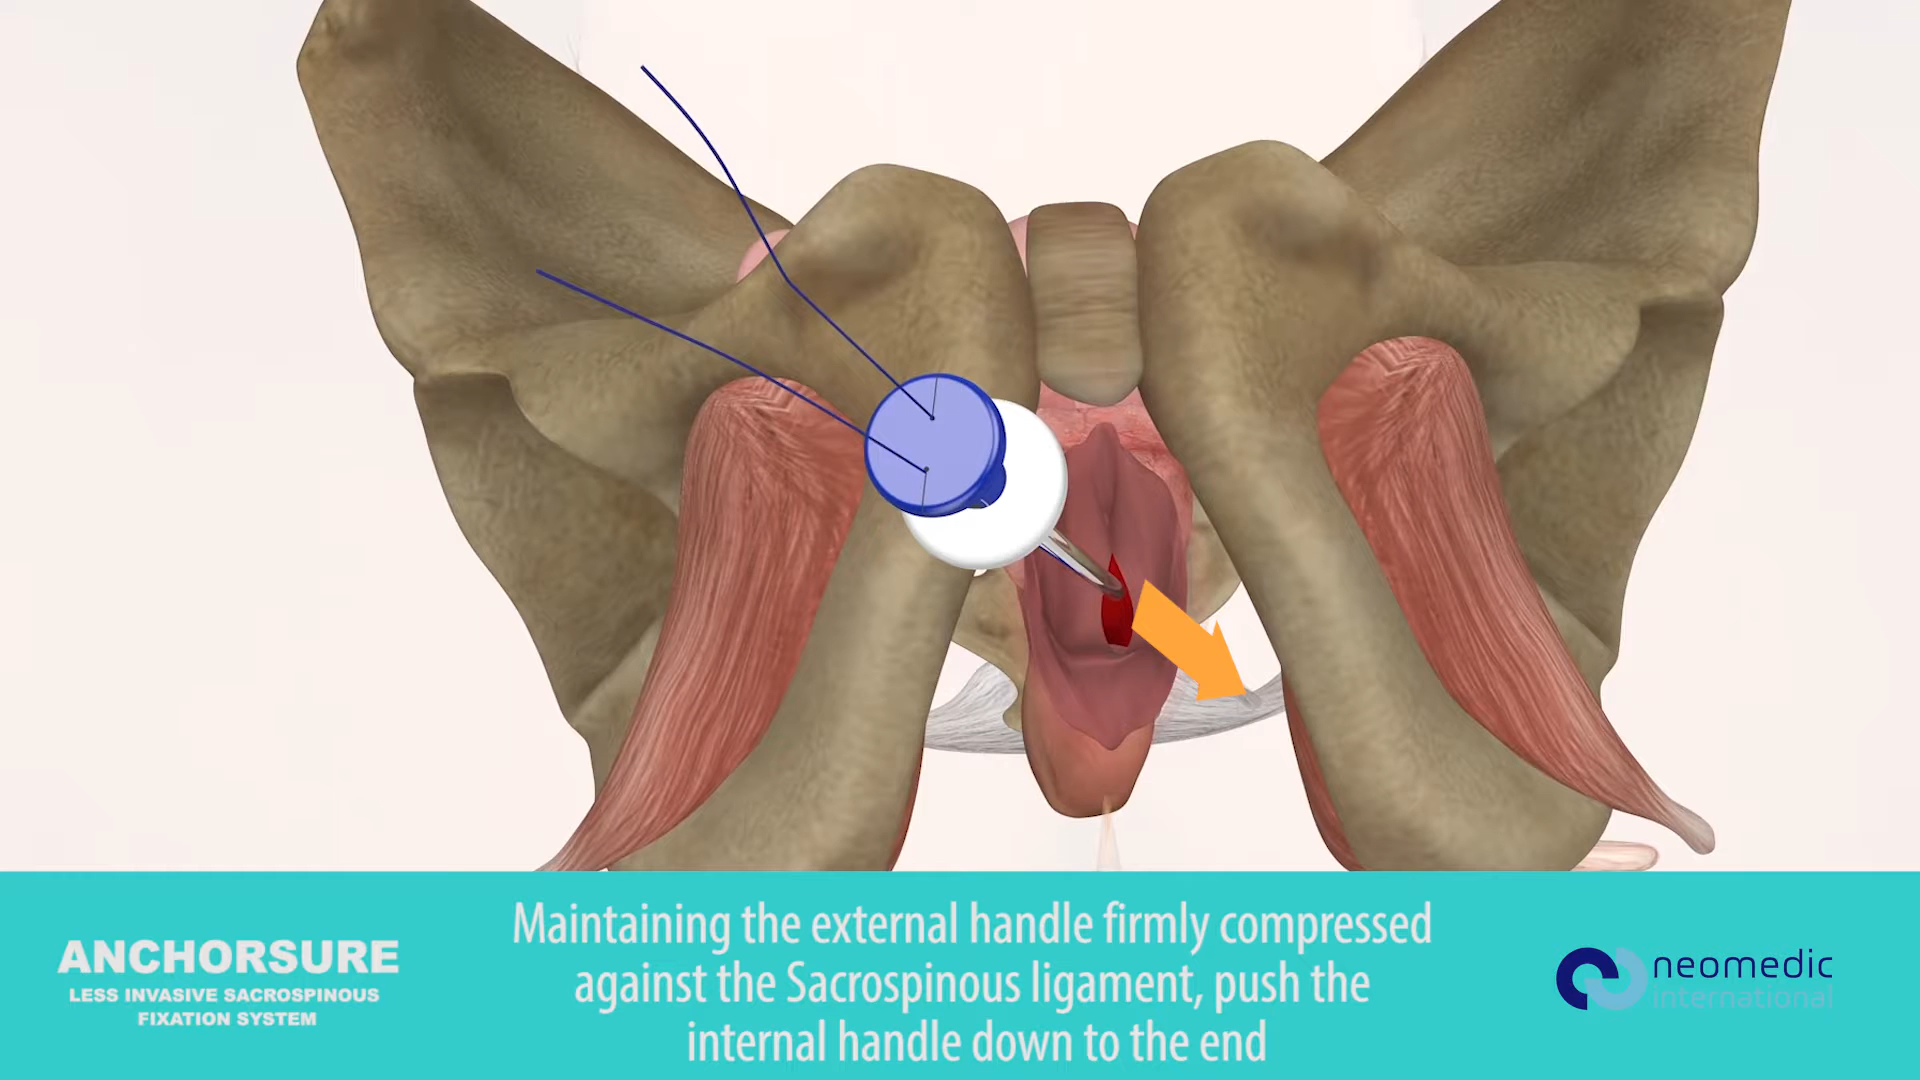 ANCHORSURE
LESS INVASIVE SACROSPINOUS
FIXATION SYSTEM
Maintaining the external handle firmly compressed
against the Sacrospinous ligament, push the
internal handle down to the end
neomedic
international